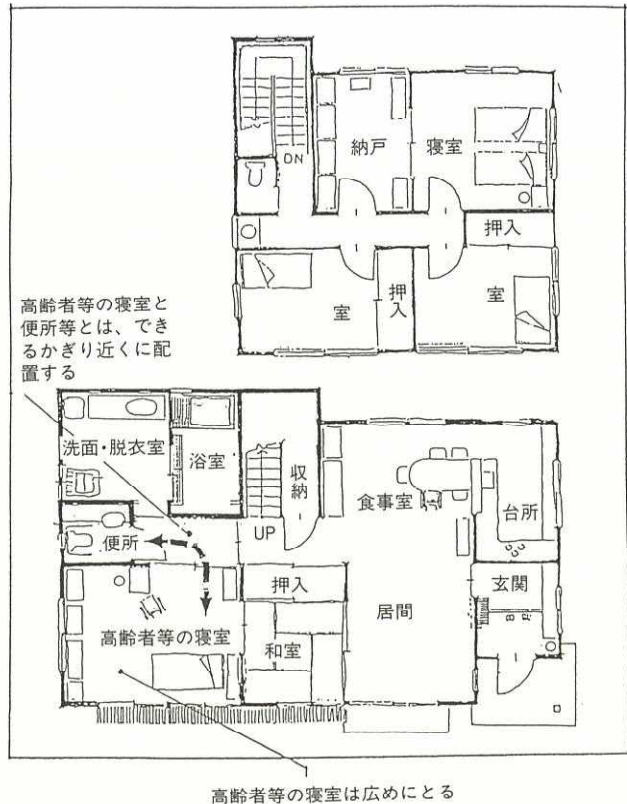 納戸
寝室
DN
押入
室
押入
室
高齢者等の寝室と
便所等とは、でき
るかぎり近くに配
置する
洗面・脱衣室
浴室
収納
食事室
台所
UP
便所
押入
玄関
居間
高齢者等の寝室
和室
高齢者等の寝室は広めにとる